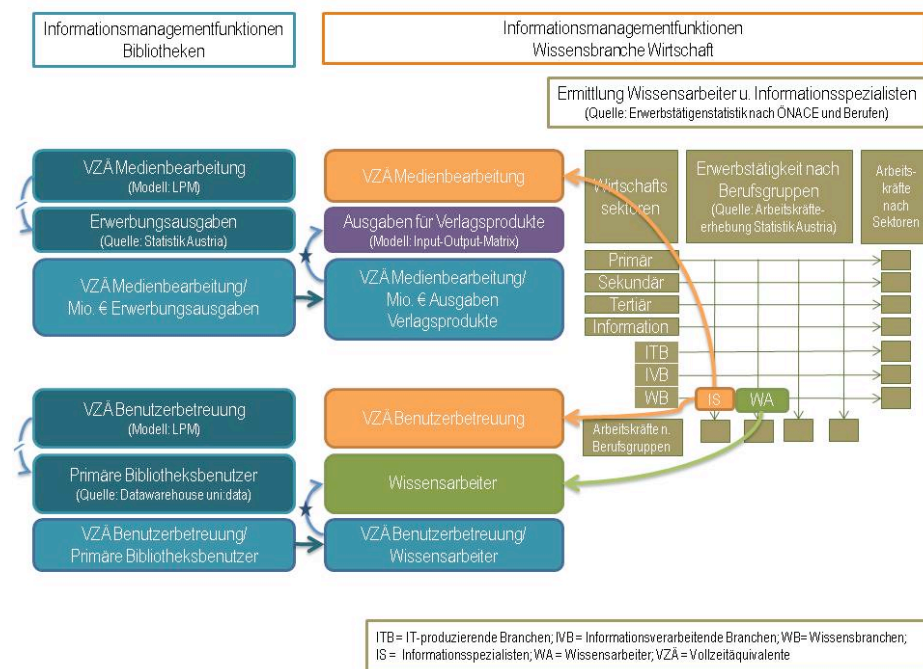 Informationsmanagementfunktionen
Bibliotheken
Informationsmanagementfunktionen
Wissensbranche Wirtschaft
Ermittlung Wissensarbeiter u. Informationsspezialisten
(Quelle: Erwerbstätigenstatistik nach ÖNACE und Berufen)
VZÄ Medienbearbeitung
(Modell: LPM)
Erwerbungsausgaben
(Quelle: Statistik Austria)
VZÄ Medienbearbeitung/
Mio. € Erwerbungsausgaben
VZÄ Medienbearbeitung
Ausgaben für Verlagsprodukte
(Modell: Input-Output-Matrix)
VZÄ Medienbearbeitung/
Mio. € Ausgaben
Verlagsprodukte
Wirtschafts
sektoren
Erwerbstätigkeit nach
Berufsgruppen
(Quelle: Arbeitskräfte-
erhebung Statistik Austria)
Arbeits-
kräfte
nach
Sektoren
Primär
Sekundär
Tertiär
Information
ITB
IVB
WB
IS
WA
Arbeitskräfte n.
Berufsgruppen
VZÄ Benutzerbetreuung
(Modell: LPM)
Primäre Bibliotheksbenutzer
(Quelle: Datawarehouse uni:data)
VZÄ Benutzerbetreuung/
Primäre Bibliotheksbenutzer
VZÄ Benutzerbetreuung
Wissensarbeiter
VZÄ Benutzerbetreuung/
Wissensarbeiter
ITB = IT-produzierende Branchen; IVB = Informationsverarbeitende Branchen; WB= Wissensbranchen;
IS = Informationsspezialisten; WA = Wissensarbeiter; VZÄ = Vollzeitäquivalente